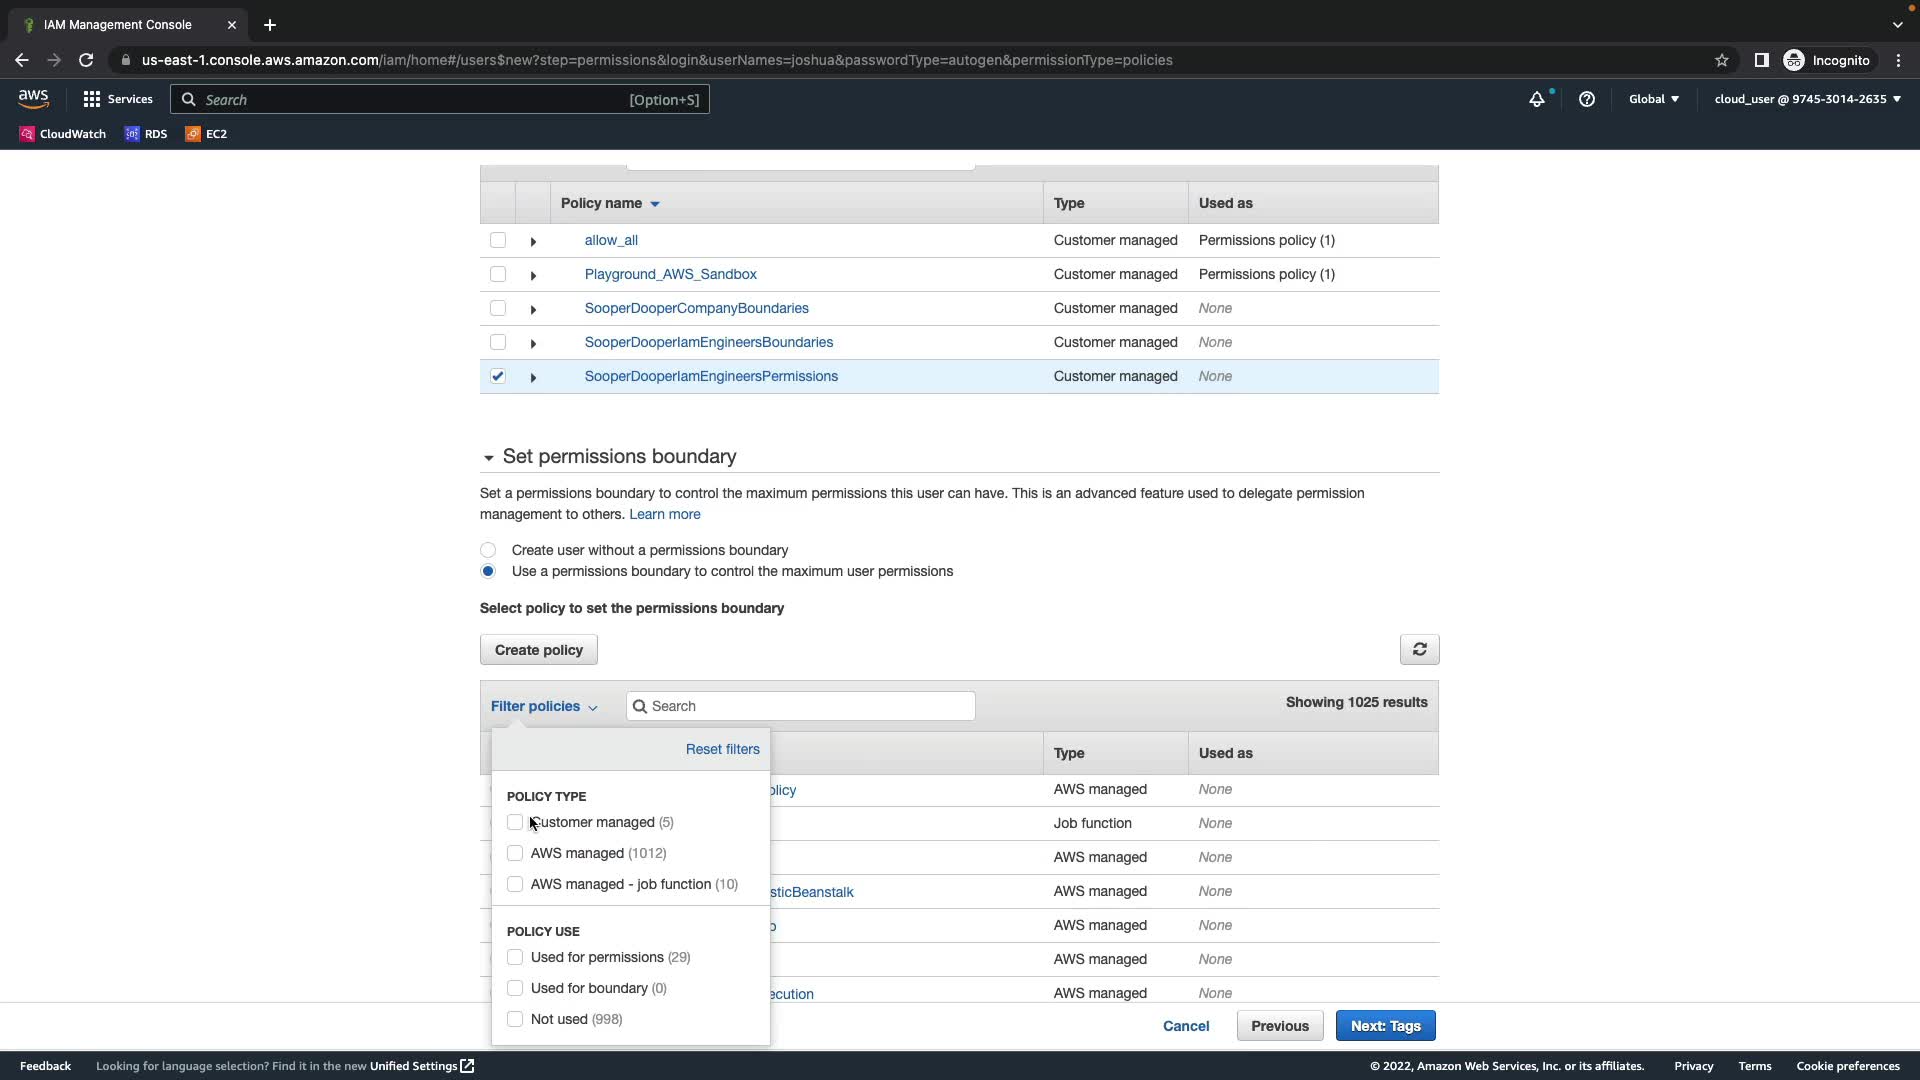 IAM Management Console
us-east-1.console.aws.amazon.com/iam/home#/users$new?step=permissions&login&userNames=joshua&passwordType=autogen&permissionType=policies
Incognito
aws
Services
Search
[Option+S]
Global
cloud_user @ 9745-3014-2635
CloudWatch
RDS
EC2
Policy name Type Used as
allow_all Customer managed Permissions policy (1)
Playground_AWS_Sandbox Customer managed Permissions policy (1)
SooperDooperCompanyBoundaries Customer managed None
SooperDooperIamEngineersBoundaries Customer managed None
SooperDooperIamEngineersPermissions Customer managed None
Set permissions boundary
Set a permissions boundary to control the maximum permissions this user can have. This is an advanced feature used to delegate permission
management to others. Learn more
Create user without a permissions boundary
Use a permissions boundary to control the maximum user permissions
Select policy to set the permissions boundary
Create policy
Filter policies
Search
Showing 1025 results
Reset filters
Type Used as
POLICY TYPE
Customer managed (5)
AWS managed (1012)
AWS managed - job function (10)
POLICY USE
Used for permissions (29)
Used for boundary (0)
Not used (998)
AWS managed None
Job function None
AWS managed None
sticBeanstalk AWS managed None
AWS managed None
AWS managed None
ecution AWS managed None
Cancel
Previous
Next: Tags
Feedback
Looking for language selection? Find it in the new Unified Settings
© 2022, Amazon Web Services, Inc. or its affiliates.
Privacy
Terms
Cookie preferences